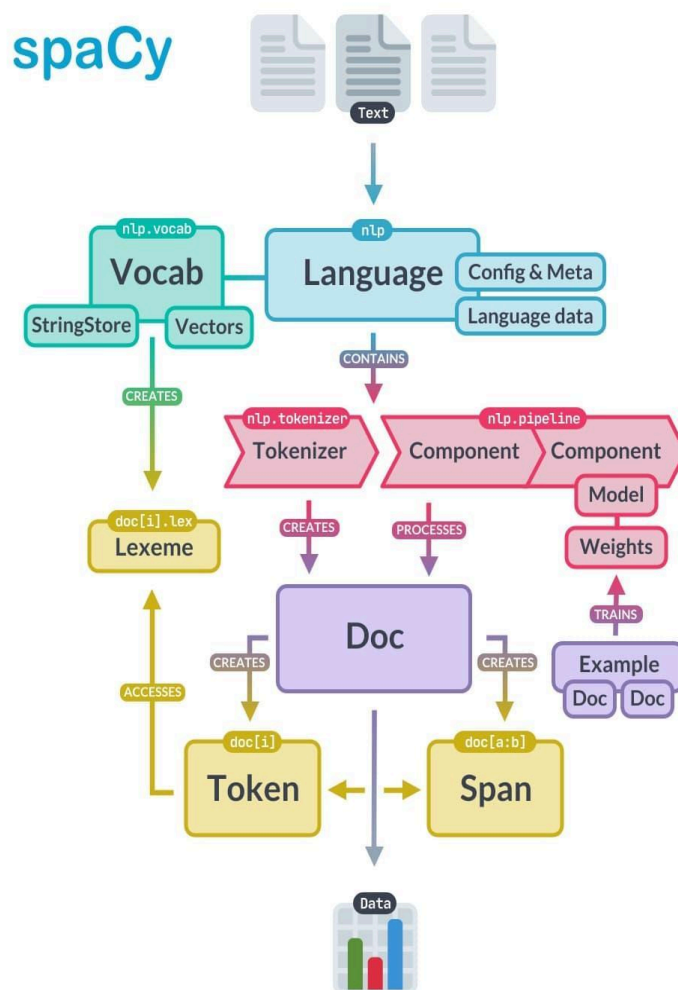 spaCy
Text
nlp.vocab
Vocab
StringStore
Vectors
nlp
Language
Config & Meta
Language data
CONTAINS
CREATES
nlp.tokenizer
Tokenizer
nlp.pipeline
Component
Component
Model
Weights
CREATES
PROCESSES
doc[i].lex
Lexeme
TRAINS
Doc
Example
Doc
Doc
CREATES
CREATES
ACCESSES
doc[i]
Token
doc[a:b]
Span
Data